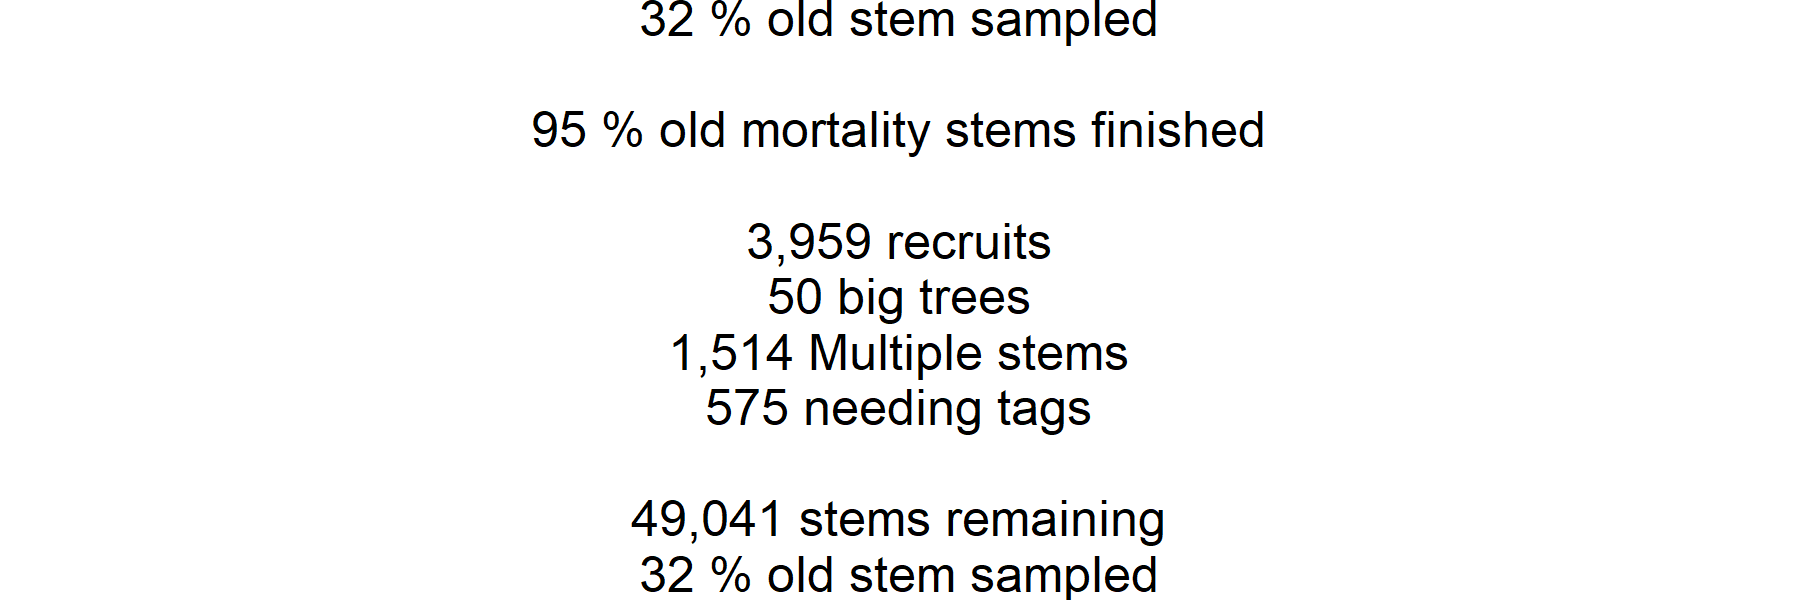 32 % old stem sampled
95 % old mortality stems finished
3,959 recruits
50 big trees
1,514 Multiple stems
575 needing tags
49,041 stems remaining
32 % old stem sampled